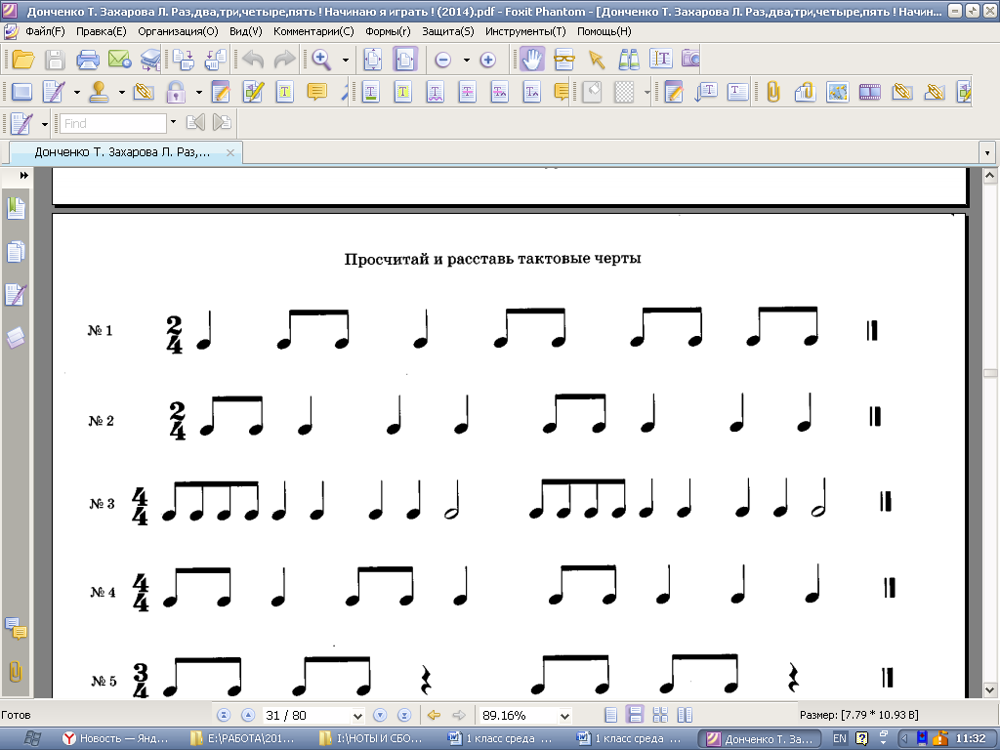 Донченко Т. Захарова Л. Раз,два,три,четыре,пять ! Начинаю я играть ! (2014).pdf - Foxit Phantom - [Донченко Т. Захарова Л. Раз,два,три,четыре,пять ! Начин...
Файл(F) Правка(E) Организация(O) Вид(V) Комментарии(C) Формы(r) Защита(S) Инструменты(T) Помощь(H)
Find
Донченко Т. Захарова Л. Раз,...
Просчитай и расставь тактовые черты
№ 1 2 4
№ 2 2 4
№ 3 4 4
№ 4 4 4
№ 5 3 4
Готов 31 / 80 89.16% Размер: [7.79 * 10.93 B]
Новость — Янд... E:\РАБОТА\201... I:\НОТЫ И СБО... 1 класс среда ... 1 класс среда ... Донченко Т. За... EN 11:32